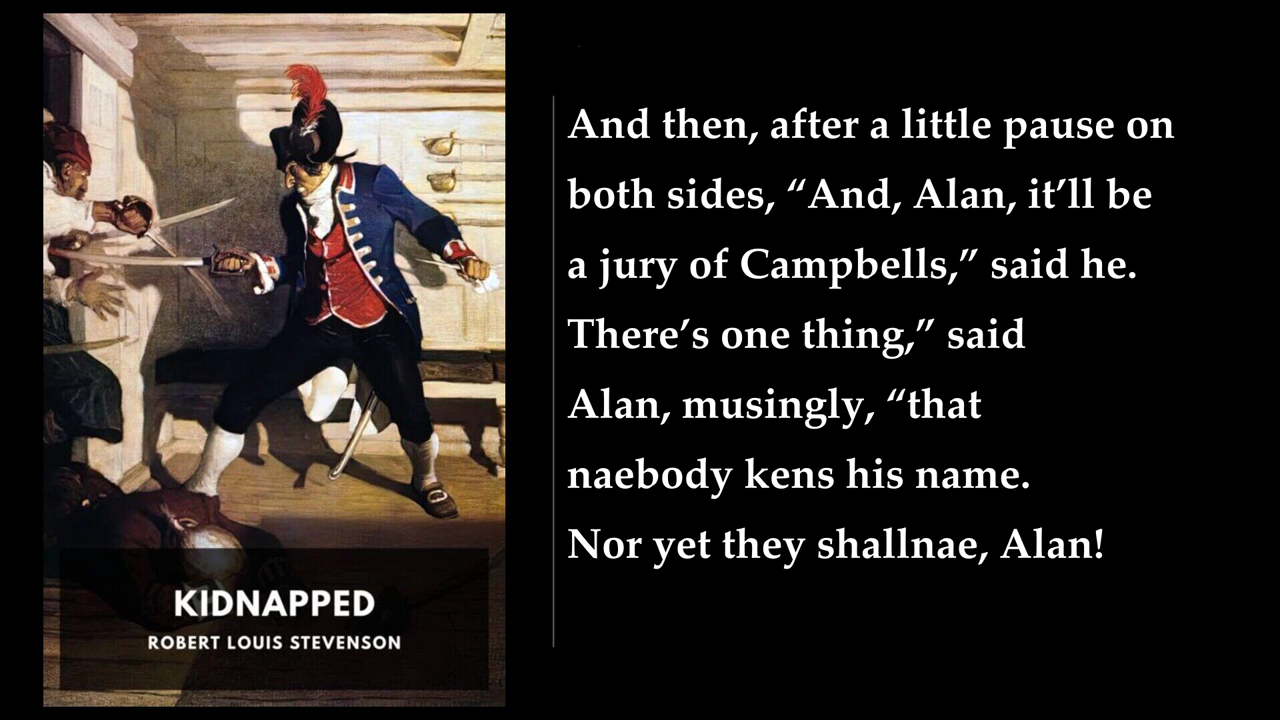 KIDNAPPED
ROBERT LOUIS STEVENSON
And then, after a little pause on
both sides, “And, Alan, it’ll be
a jury of Campbells,” said he.
There’s one thing,” said
Alan, musingly, “that
naebody kens his name.
Nor yet they shallnae, Alan!